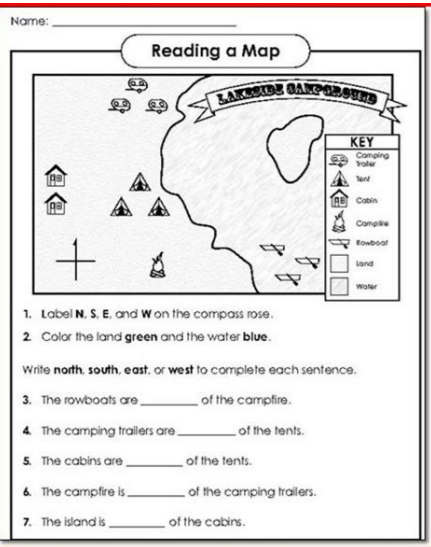 Name: ____________________
Reading a Map
LAKESIDE CAMPGROUND
KEY
Camping
Trailer
Tent
Cabin
Campfire
Rowboat
Land
Water
1. Label N, S, E, and W on the compass rose.
2. Color the land green and the water blue.
Write north, south, east, or west to complete each sentence.
3. The rowboats are _________ of the campfire.
4. The camping trailers are _________ of the tents.
5. The cabins are _________ of the tents.
6. The campfire is _________ of the camping trailers.
7. The island is _________ of the cabins.